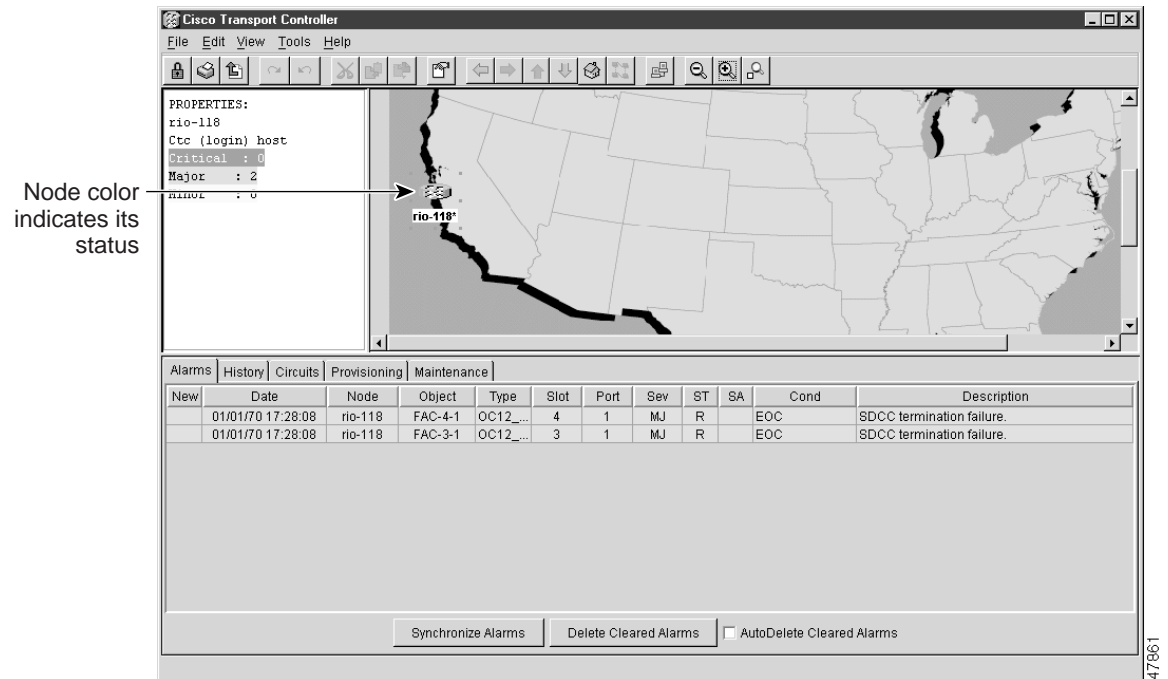 Cisco Transport Controller
File Edit View Tools Help
PROPERTIES:
rio-118
Ctc (login) host
Critical : 0
Major : 2
Minor : 0
Node color
indicates its
status
rio-118*
Alarms History Circuits Provisioning Maintenance
New Date Node Object Type Slot Port Sev ST SA Cond Description
01/01/70 17:28:08 rio-118 FAC-4-1 OC12_... 4 1 MJ R EOC SDCC termination failure.
01/01/70 17:28:08 rio-118 FAC-3-1 OC12_... 3 1 MJ R EOC SDCC termination failure.
Synchronize Alarms Delete Cleared Alarms AutoDelete Cleared Alarms
47861